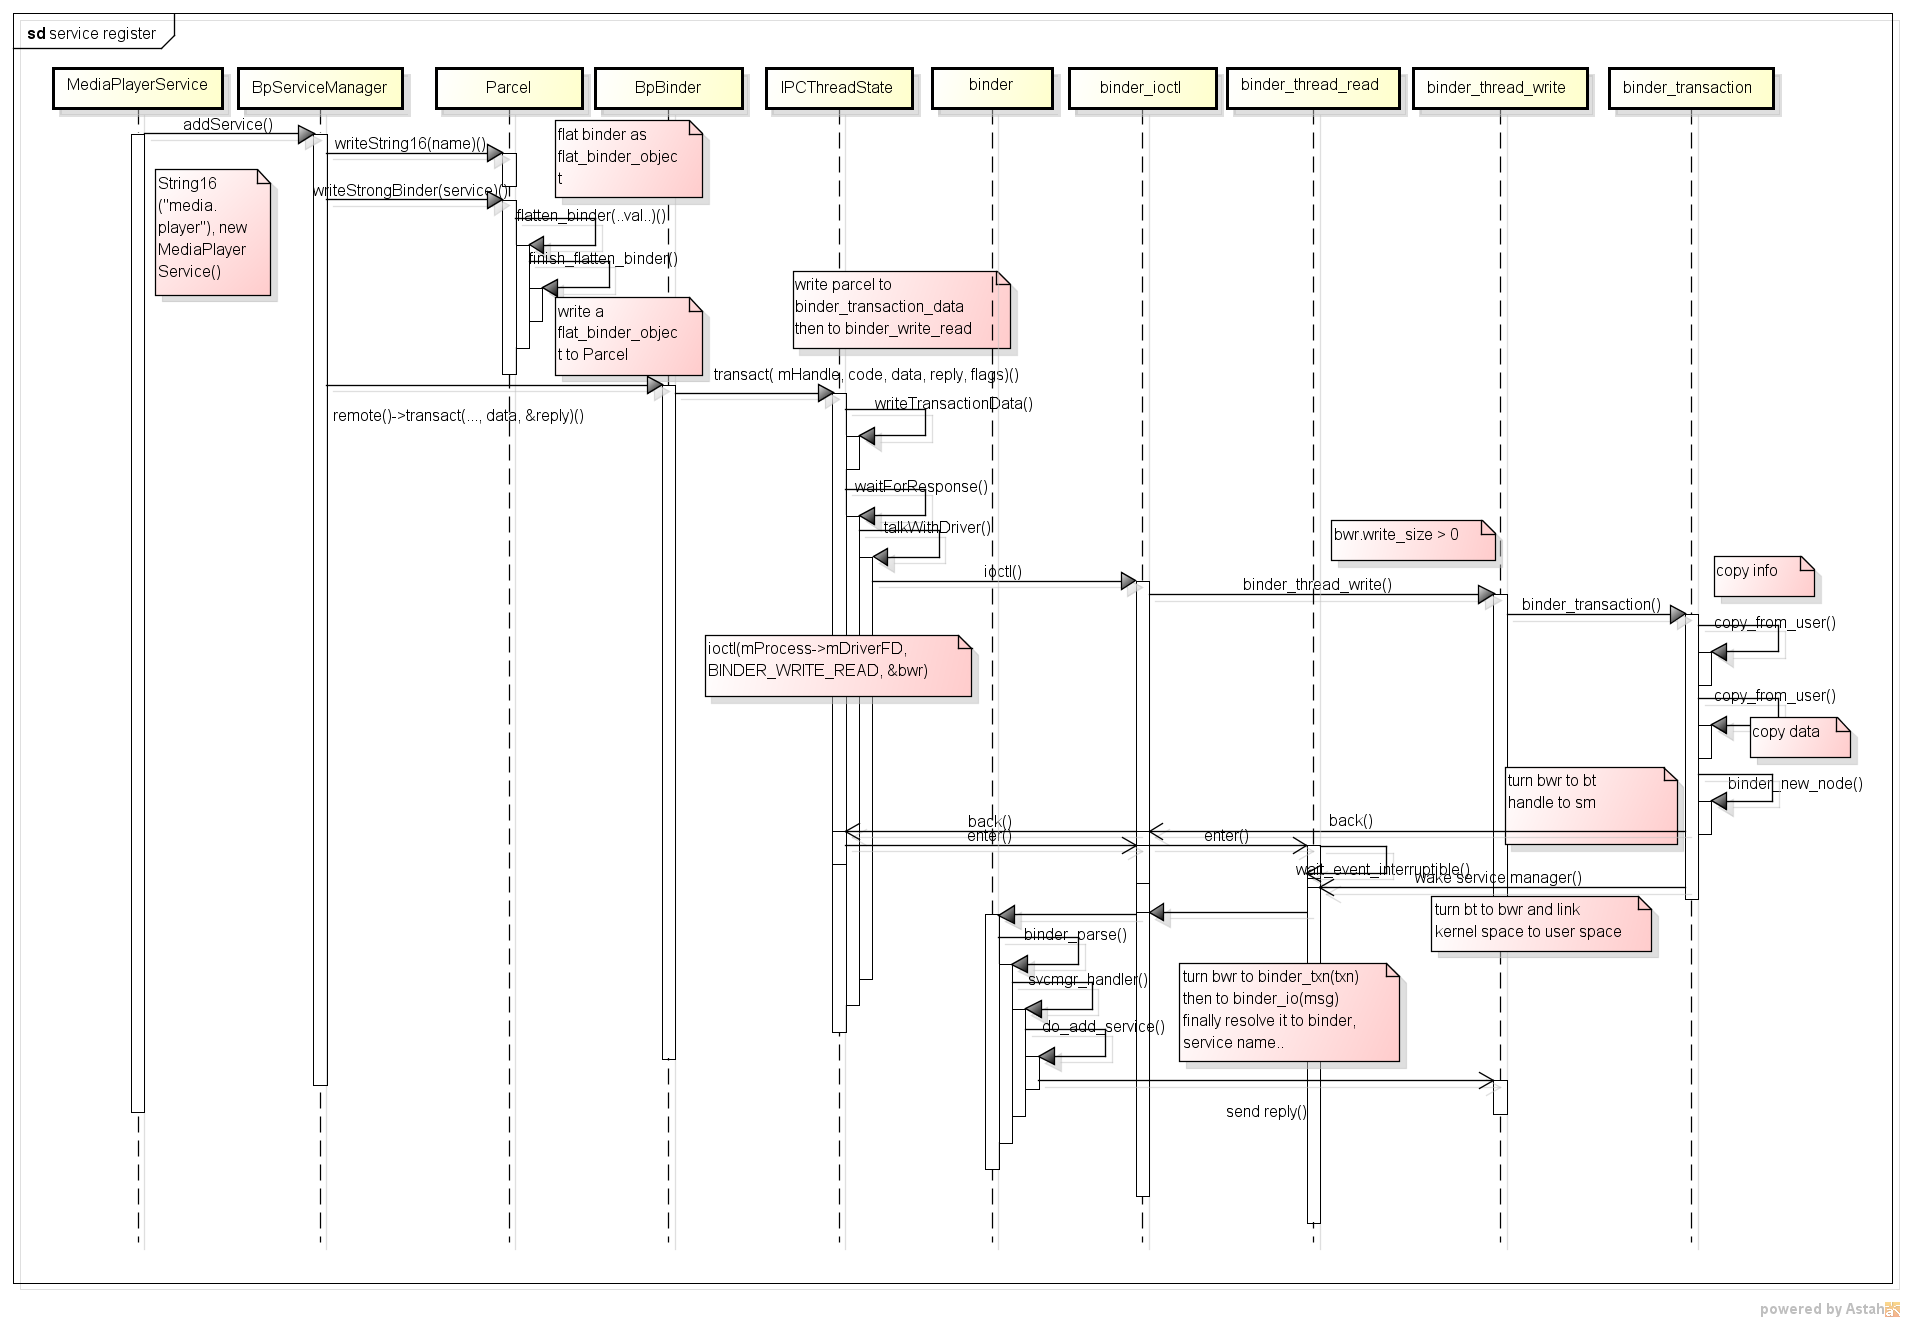 sd service register
MediaPlayerService
BpServiceManager
Parcel
BpBinder
IPCThreadState
binder
binder_ioctl
binder_thread_read
binder_thread_write
binder_transaction
addService()
writeString16(name)()
flat binder as
flat_binder_objec
t
String16
("media.
player"), new
MediaPlayer
Service()
writeStrongBinder(service)()
flatten_binder(..val..)()
finish_flatten_binder()
write a
flat_binder_objec
t to Parcel
write parcel to
binder_transaction_data
then to binder_write_read
transact( mHandle, code, data, reply, flags)()
remote()->transact(..., data, &reply)()
writeTransactionData()
waitForResponse()
talkWithDriver()
ioctl()
bwr.write_size > 0
binder_thread_write()
copy info
binder_transaction()
copy_from_user()
ioctl(mProcess->mDriverFD,
BINDER_WRITE_READ, &bwr)
copy_from_user()
copy data
turn bwr to bt
handle to sm
binder_new_node()
back()
back()
enter()
enter()
wait_event_interruptible()
wake service manager()
turn bt to bwr and link
kernel space to user space
binder_parse()
svcmgr_handler()
do_add_service()
turn bwr to binder_txn(txn)
then to binder_io(msg)
finally resolve it to binder,
service name..
send reply()
powered by Astah